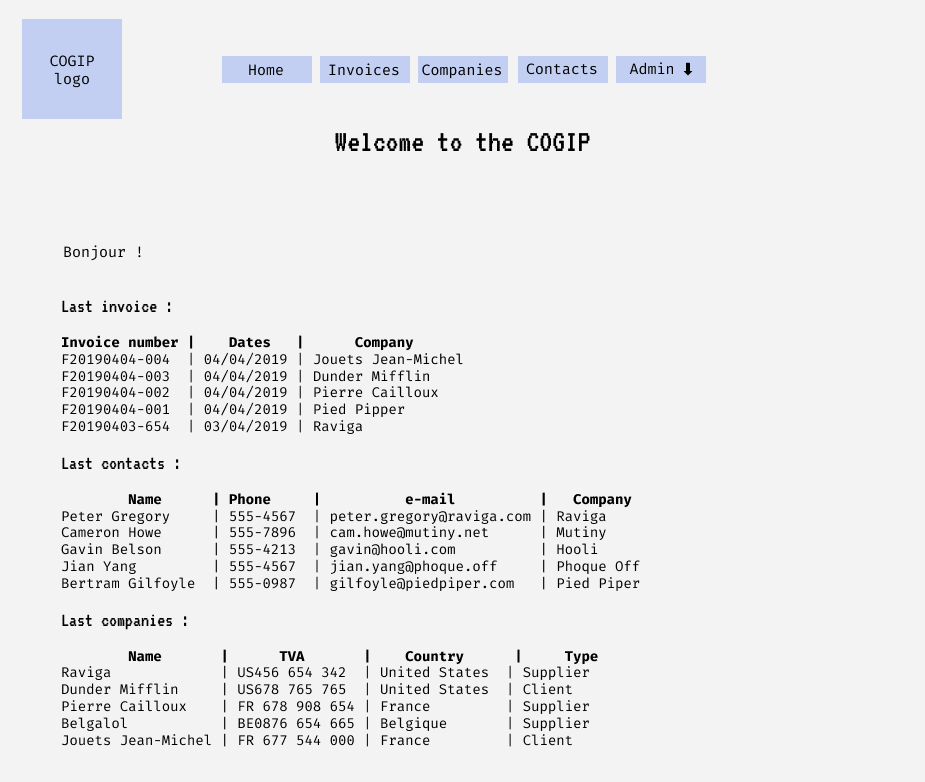 COGIP
logo
Home Invoices Companies Contacts Admin ⬇
Welcome to the COGIP
Bonjour !
Last invoice :
Invoice number | Dates | Company
F20190404-004 | 04/04/2019 | Jouets Jean-Michel
F20190404-003 | 04/04/2019 | Dunder Mifflin
F20190404-002 | 04/04/2019 | Pierre Cailloux
F20190404-001 | 04/04/2019 | Pied Pipper
F20190403-654 | 03/04/2019 | Raviga
Last contacts :
Name | Phone | e-mail | Company
Peter Gregory | 555-4567 | peter.gregory@raviga.com | Raviga
Cameron Howe | 555-7896 | cam.howe@mutiny.net | Mutiny
Gavin Belson | 555-4213 | gavin@hooli.com | Hooli
Jian Yang | 555-4567 | jian.yang@phoque.off | Phoque Off
Bertram Gilfoyle | 555-0987 | gilfoyle@piedpiper.com | Pied Piper
Last companies :
Name | TVA | Country | Type
Raviga | US456 654 342 | United States | Supplier
Dunder Mifflin | US678 765 765 | United States | Client
Pierre Cailloux | FR 678 908 654 | France | Supplier
Belgalol | BE0876 654 665 | Belgique | Supplier
Jouets Jean-Michel | FR 677 544 000 | France | Client